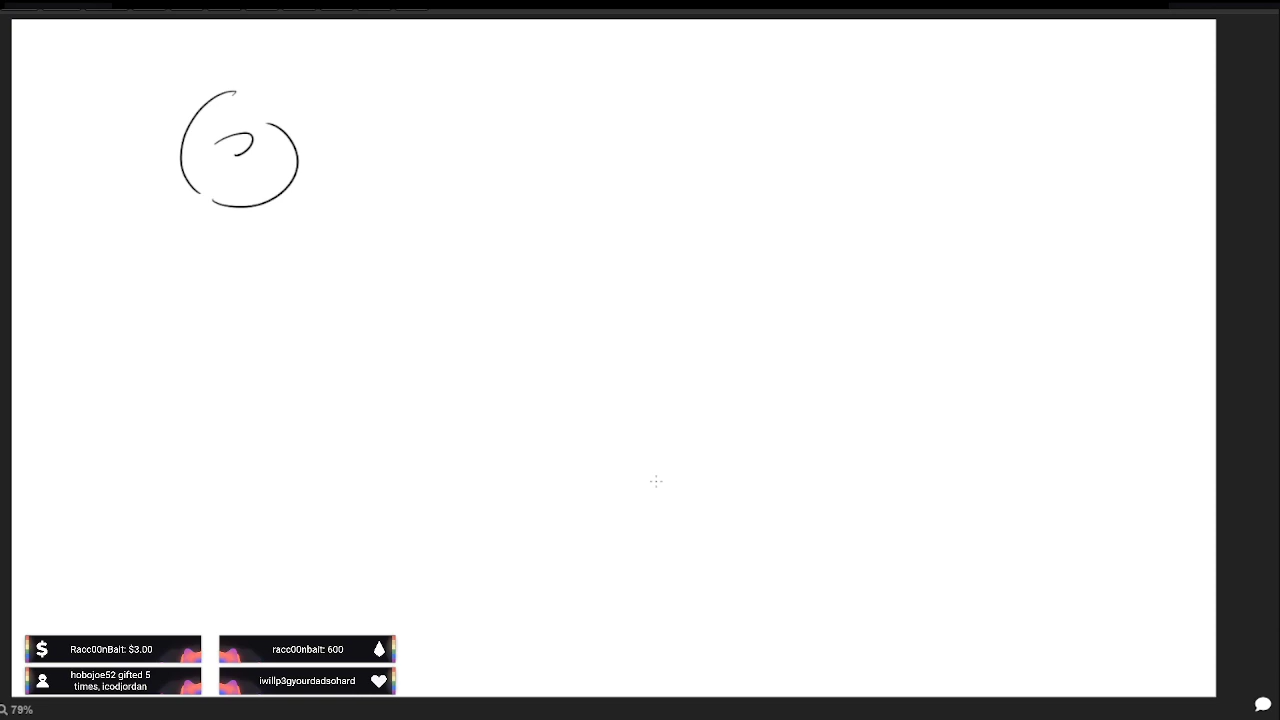 Racc00nBait: $3.00
racc00nbait: 600
hobojoe52 gifted 5
times, icodjordan
iwillp3gyourdadsohard
79%